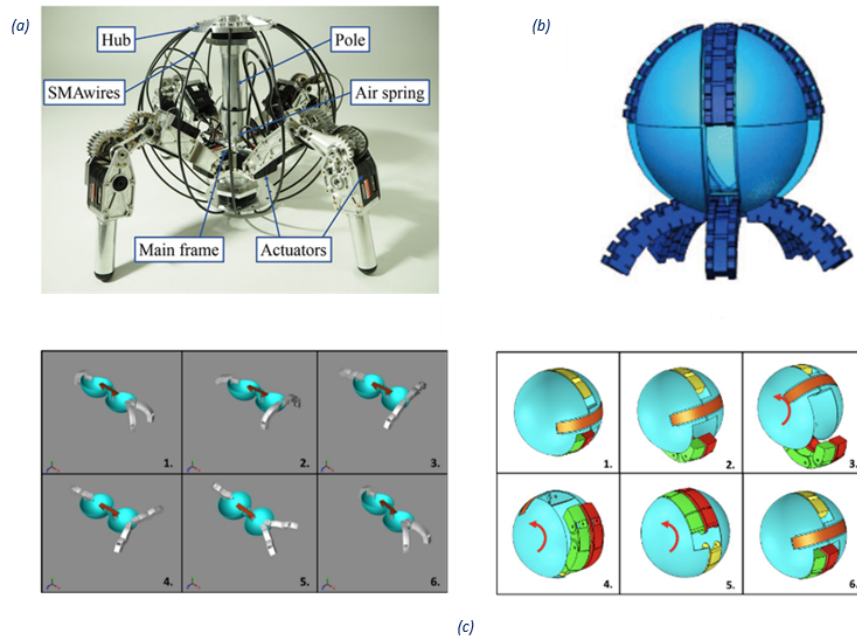 (a)
(b)
Hub
Pole
SMAwires
Air spring
Main frame
Actuators
1.
2.
3.
4.
5.
6.
1.
2.
3.
4.
5.
6.
(c)